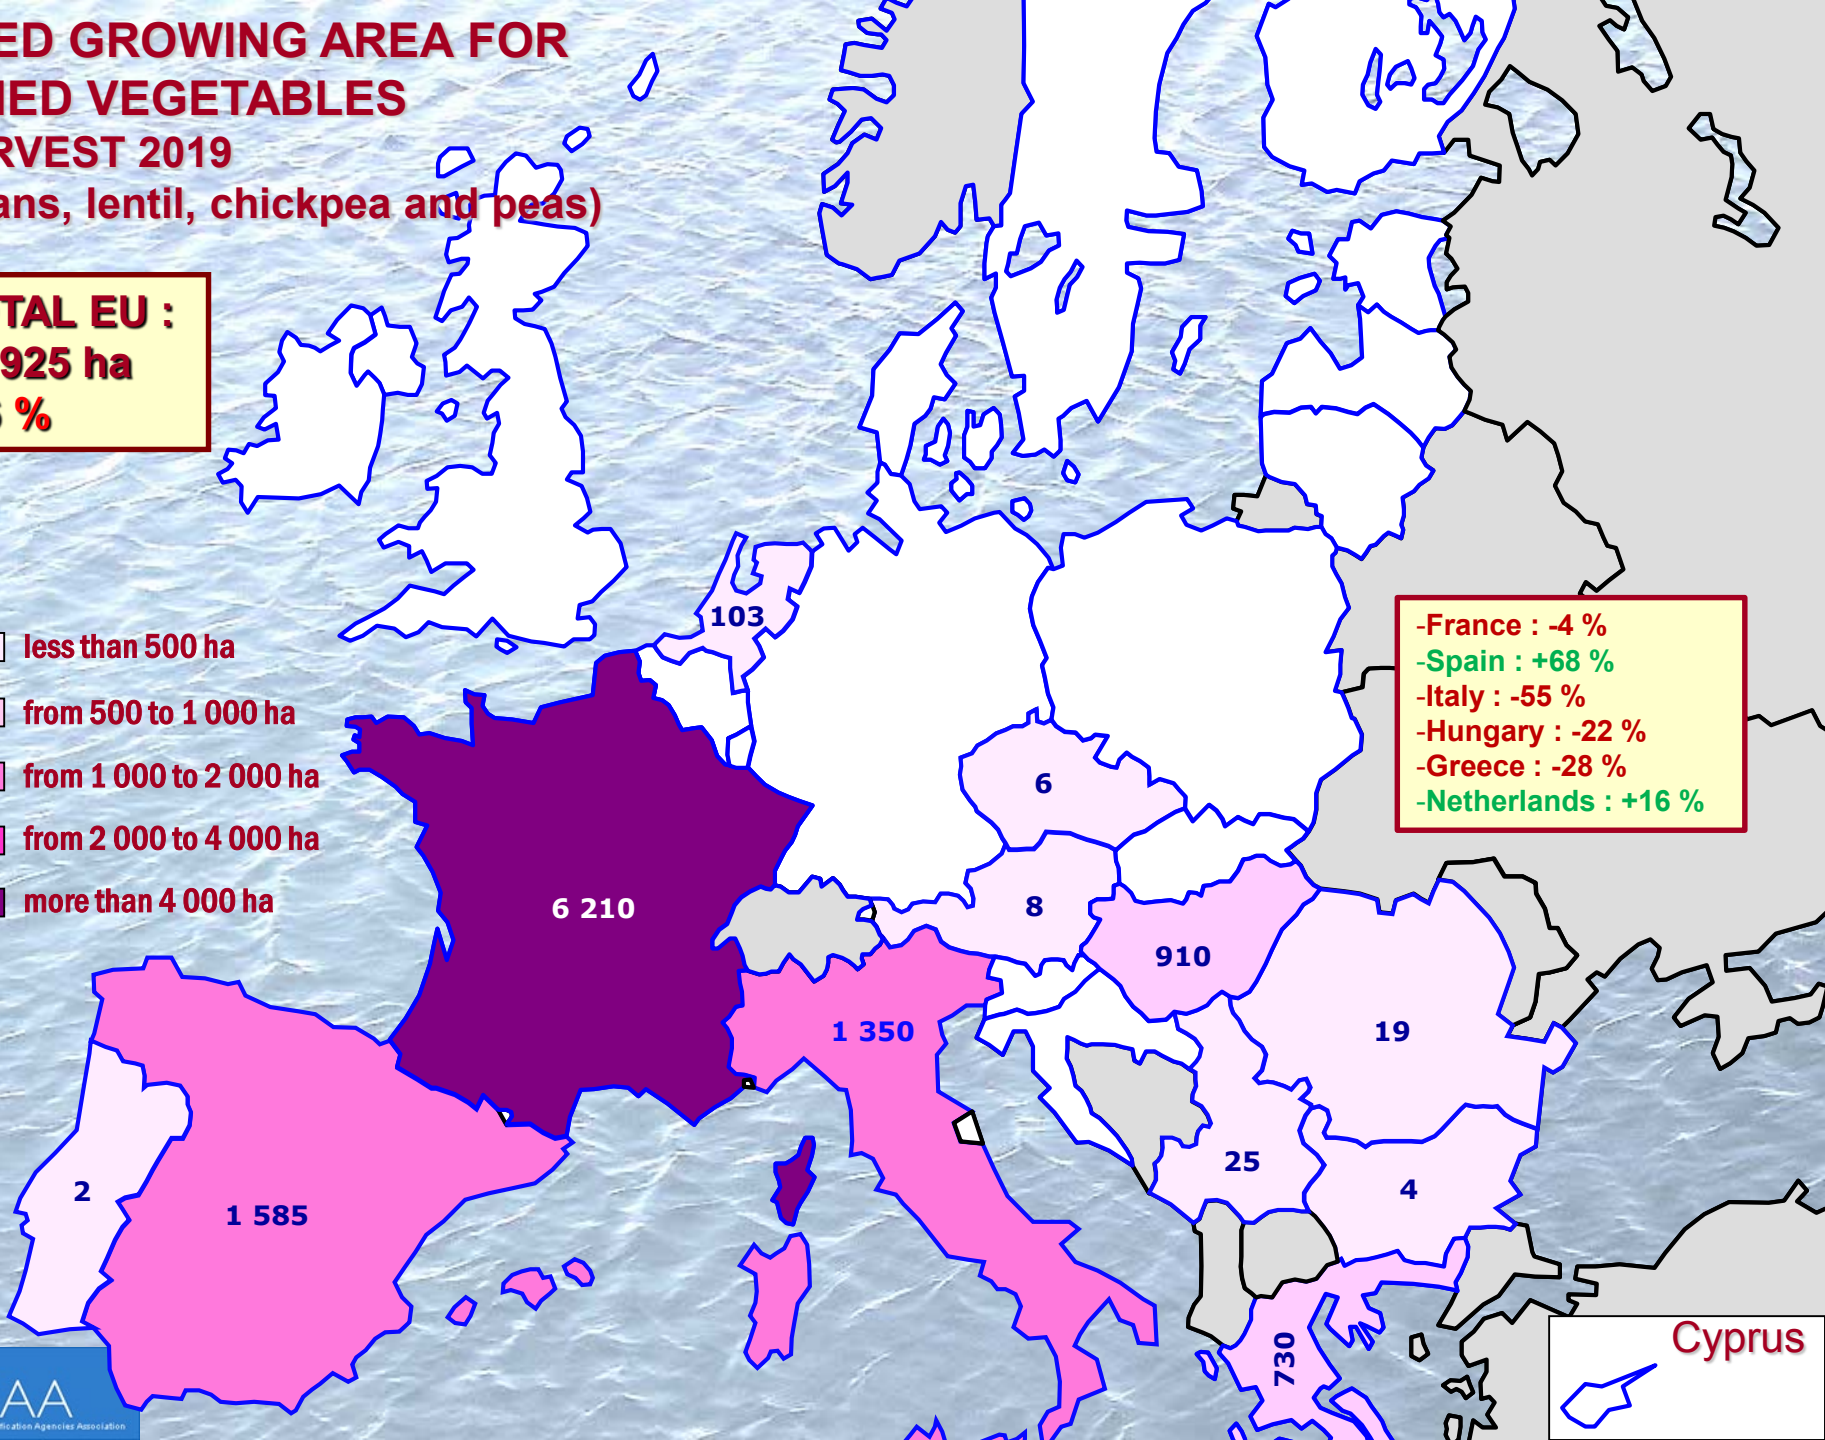 ED GROWING AREA FOR
IED VEGETABLES
RVEST 2019
ans, lentil, chickpea and peas)
TAL EU :
925 ha
%
less than 500 ha
from 500 to 1 000 ha
from 1 000 to 2 000 ha
from 2 000 to 4 000 ha
more than 4 000 ha
103
6
8
6 210
910
1 350
19
25
4
2
1 585
730
-France : -4 %
-Spain : +68 %
-Italy : -55 %
-Hungary : -22 %
-Greece : -28 %
-Netherlands : +16 %
Cyprus
AA
tification Agencies Association